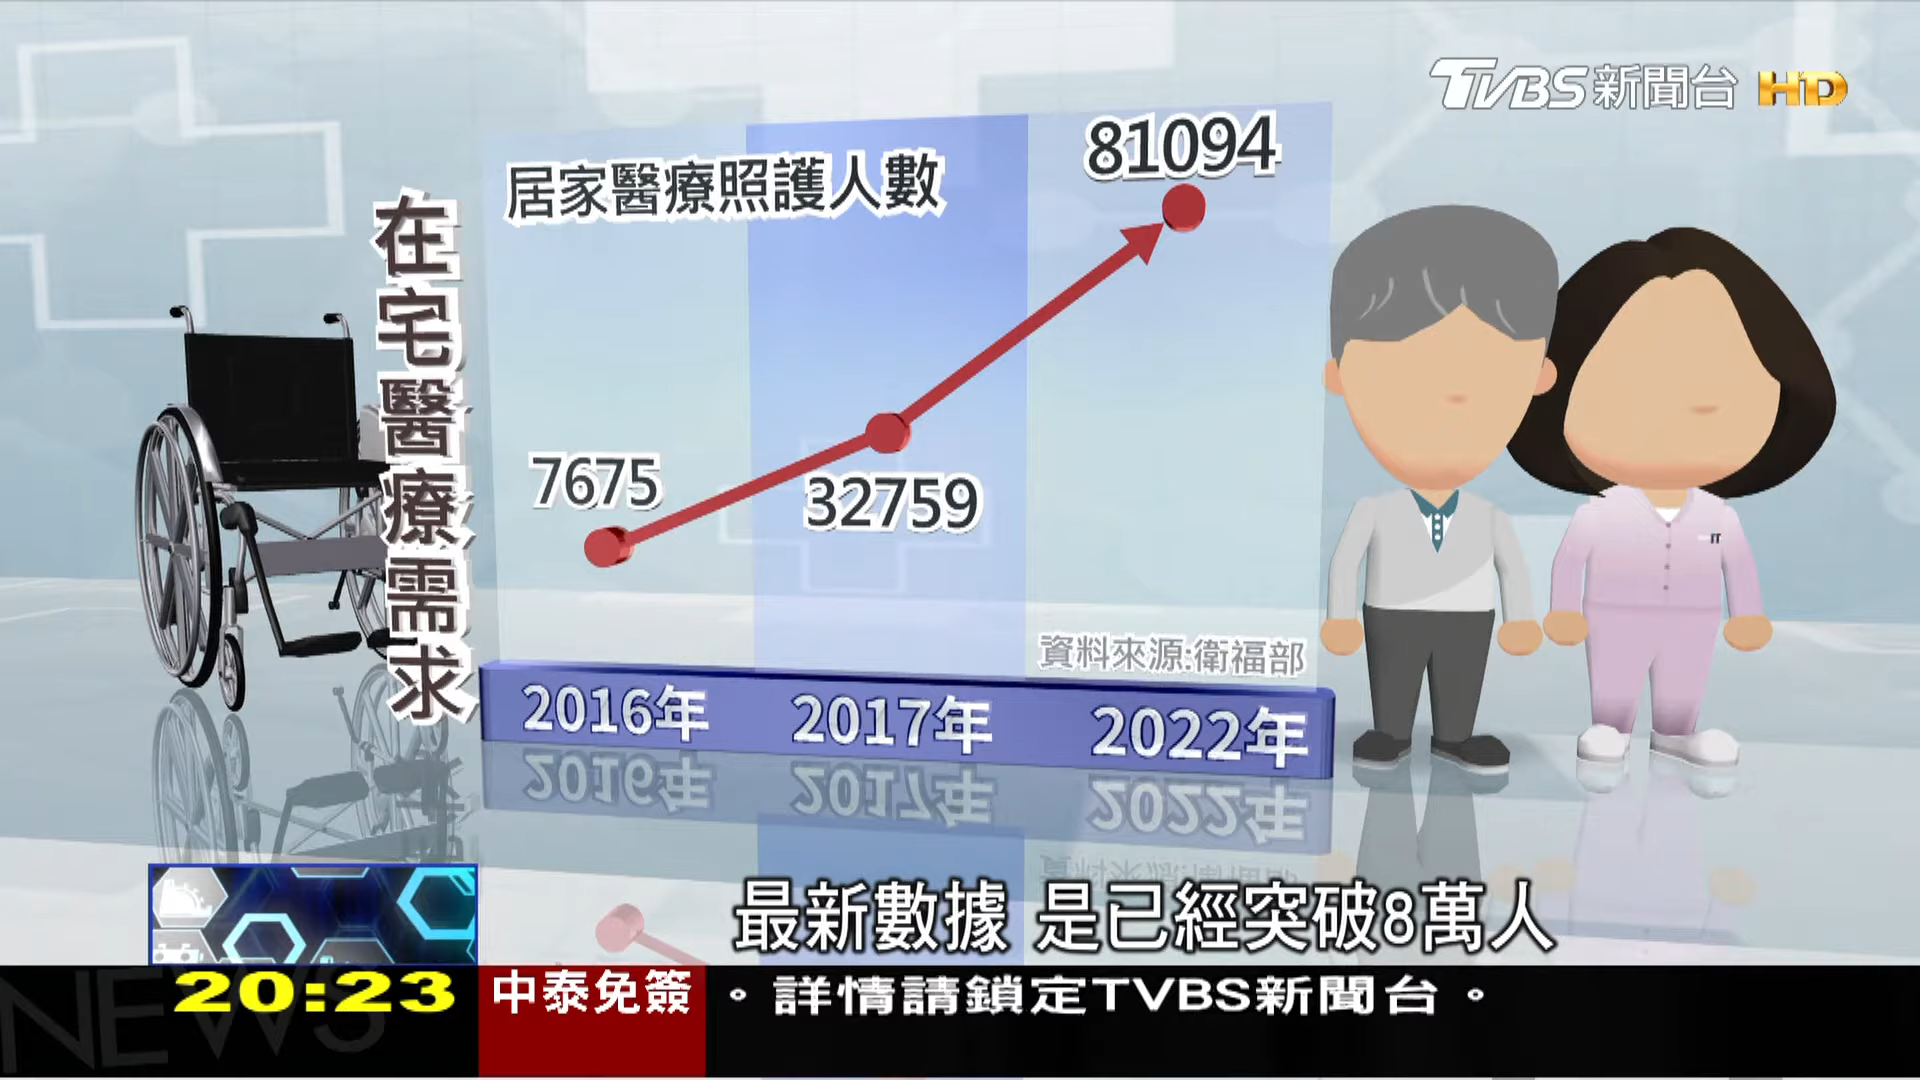 TVBS新聞台 HD
在宅醫療需求
居家醫療照護人數
81094
7675
32759
資料來源:衛福部
2016年 2017年 2022年
最新數據 是已經突破8萬人
20:23 中泰免簽 。詳情請鎖定TVBS新聞台。
NEWS